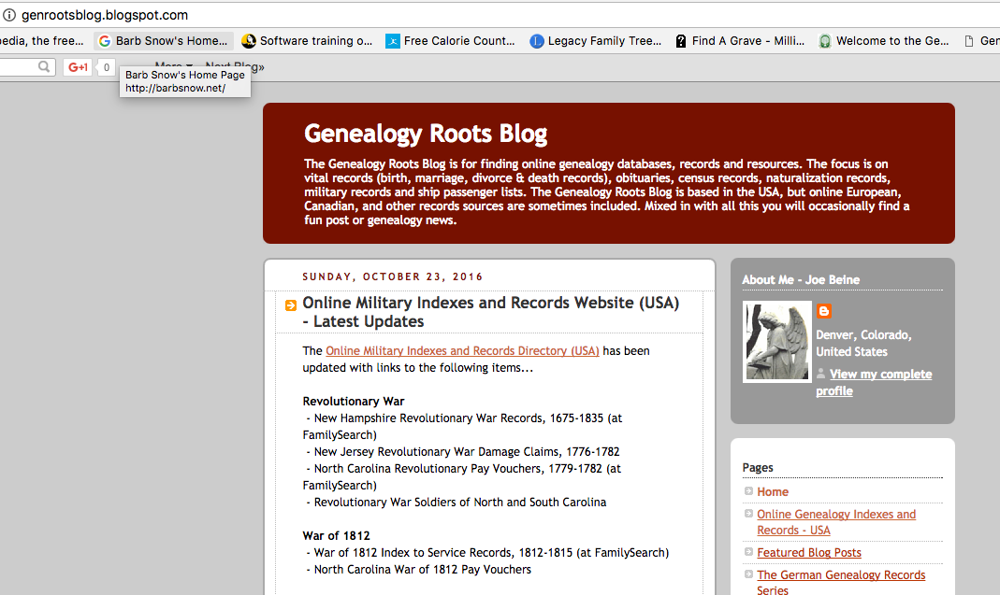 genrootsblog.blogspot.com
pedia, the free... Barb Snow's Home... Software training o... Free Calorie Count... Legacy Family Tree... Find A Grave - Milli... Welcome to the Ge... Gen
G+1 0 More Next Blog»
Barb Snow's Home Page
http://barbsnow.net/
Genealogy Roots Blog
The Genealogy Roots Blog is for finding online genealogy databases, records and resources. The focus is on
vital records (birth, marriage, divorce & death records), obituaries, census records, naturalization records,
military records and ship passenger lists. The Genealogy Roots Blog is based in the USA, but online European,
Canadian, and other records sources are sometimes included. Mixed in with all this you will occasionally find a
fun post or genealogy news.
SUNDAY, OCTOBER 23, 2016
Online Military Indexes and Records Website (USA)
- Latest Updates
The Online Military Indexes and Records Directory (USA) has been
updated with links to the following items...
Revolutionary War
- New Hampshire Revolutionary War Records, 1675-1835 (at
FamilySearch)
- New Jersey Revolutionary War Damage Claims, 1776-1782
- North Carolina Revolutionary Pay Vouchers, 1779-1782 (at
FamilySearch)
- Revolutionary War Soldiers of North and South Carolina
War of 1812
- War of 1812 Index to Service Records, 1812-1815 (at FamilySearch)
- North Carolina War of 1812 Pay Vouchers
About Me - Joe Beine
Denver, Colorado,
United States
View my complete
profile
Pages
Home
Online Genealogy Indexes and
Records - USA
Featured Blog Posts
The German Genealogy Records
Series